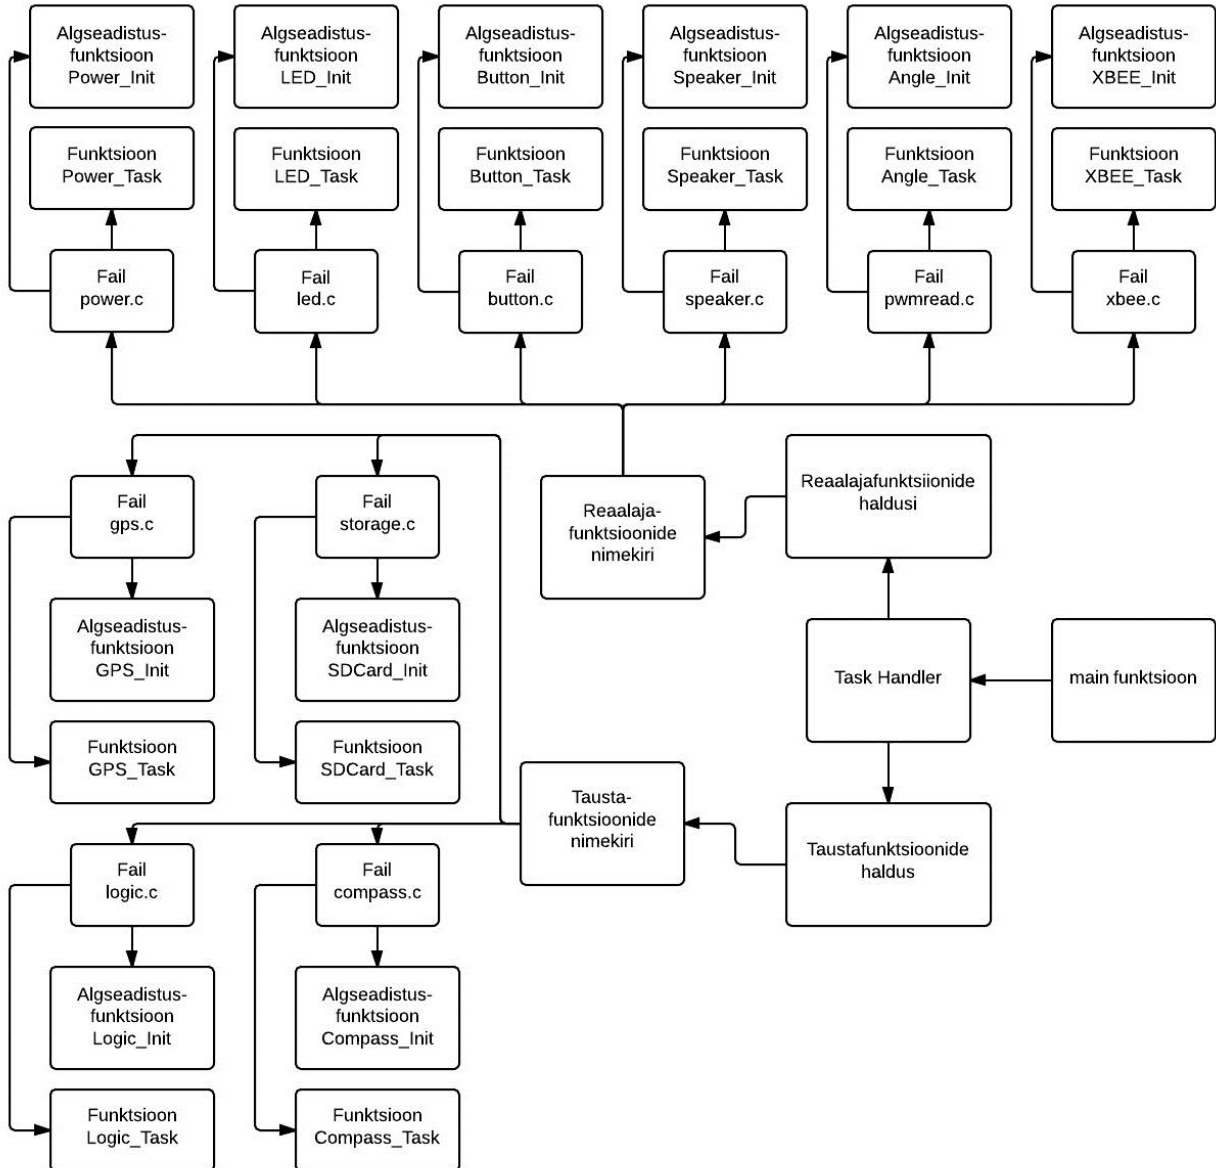 Algseadistus-
funktsioon
Power_Init
Algseadistus-
funktsioon
LED_Init
Algseadistus-
funktsioon
Button_Init
Algseadistus-
funktsioon
Speaker_Init
Algseadistus-
funktsioon
Angle_Init
Algseadistus-
funktsioon
XBEE_Init
Funktsioon
Power_Task
Funktsioon
LED_Task
Funktsioon
Button_Task
Funktsioon
Speaker_Task
Funktsioon
Angle_Task
Funktsioon
XBEE_Task
Fail
power.c
Fail
led.c
Fail
button.c
Fail
speaker.c
Fail
pwmread.c
Fail
xbee.c
Fail
gps.c
Fail
storage.c
Reaalaja-
funktsioonide
nimekiri
Reaalajafunktsiionide
haldusi
Algseadistus-
funktsioon
GPS_Init
Algseadistus-
funktsioon
SDCard_Init
Task Handler
main funktsioon
Funktsioon
GPS_Task
Funktsioon
SDCard_Task
Tausta-
funktsioonide
nimekiri
Taustafunktsioonide
haldus
Fail
logic.c
Fail
compass.c
Algseadistus-
funktsioon
Logic_Init
Algseadistus-
funktsioon
Compass_Init
Funktsioon
Logic_Task
Funktsioon
Compass_Task